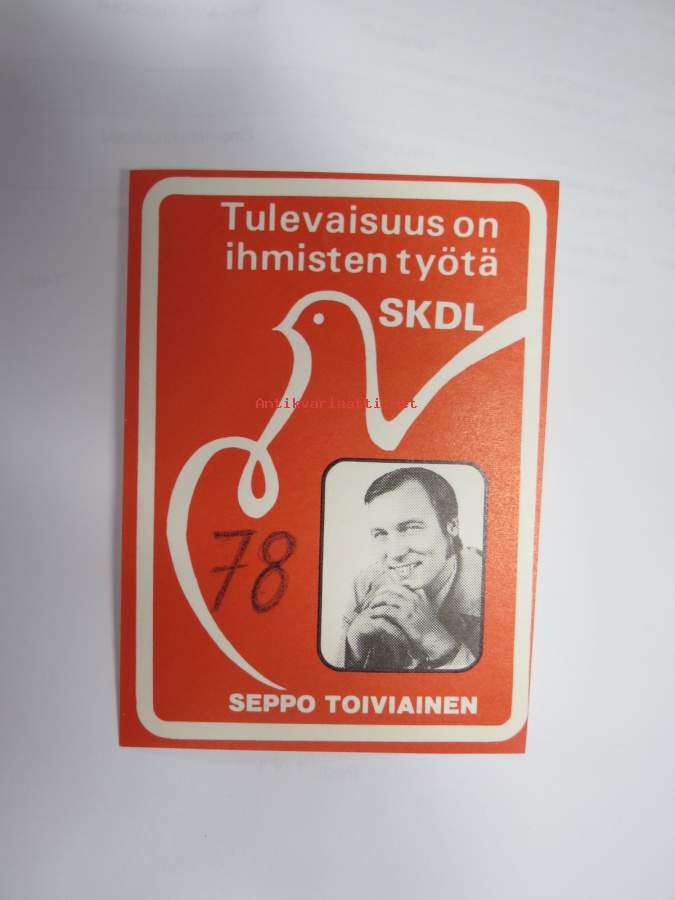 Tulevaisuus on
ihmisten työtä
SKDL
Antikvariaatti.net
78
SEPPO TOIVIAINEN